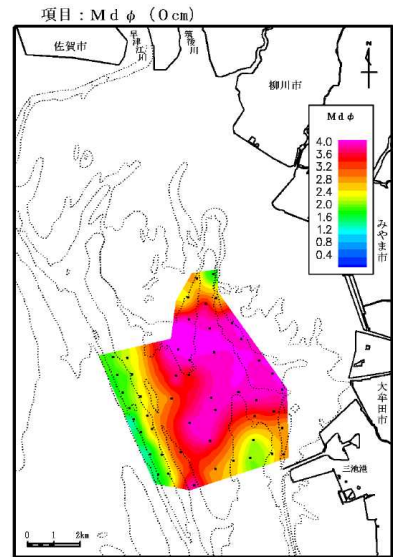 項目：Ｍｄφ（０cm）
佐賀市
早津江川
筑後川
柳川市
N
Ｍｄφ
4.0
3.6
3.2
2.8
2.4
2.0
1.6
1.2
0.8
0.4
みやま市
大牟田市
三池港
0 1 2km